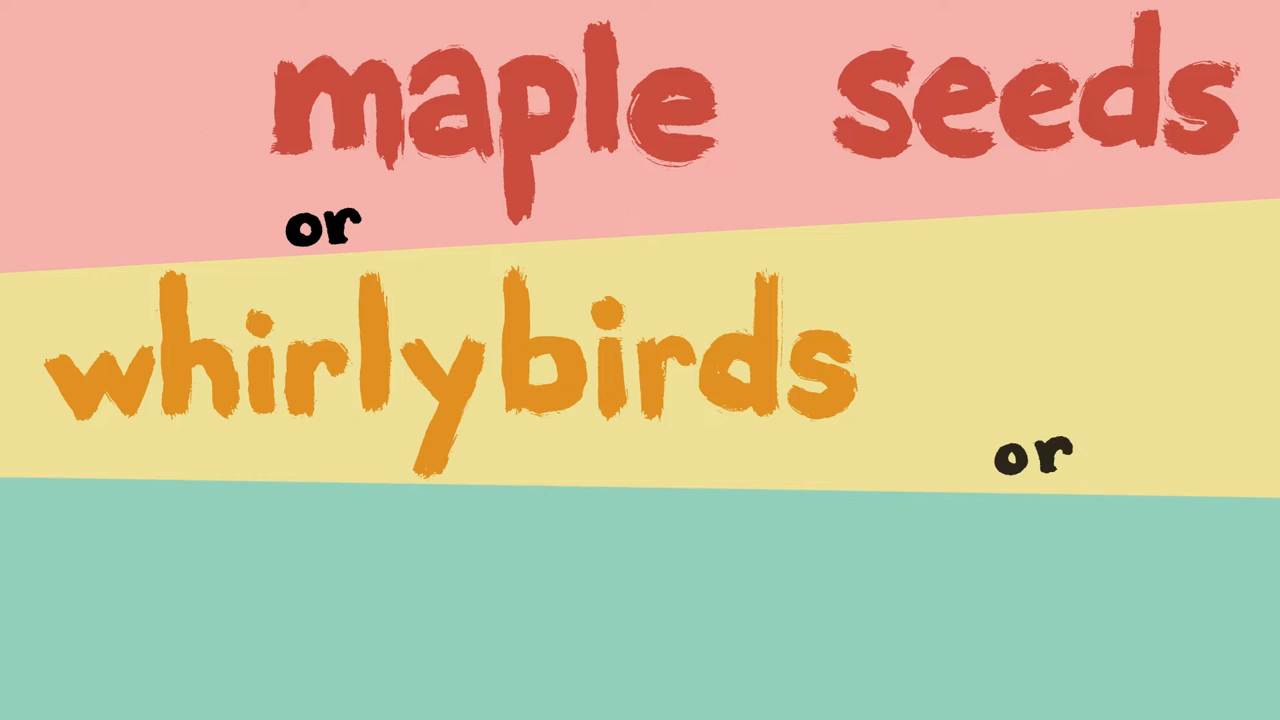 maple seeds
or
whirlybirds
or